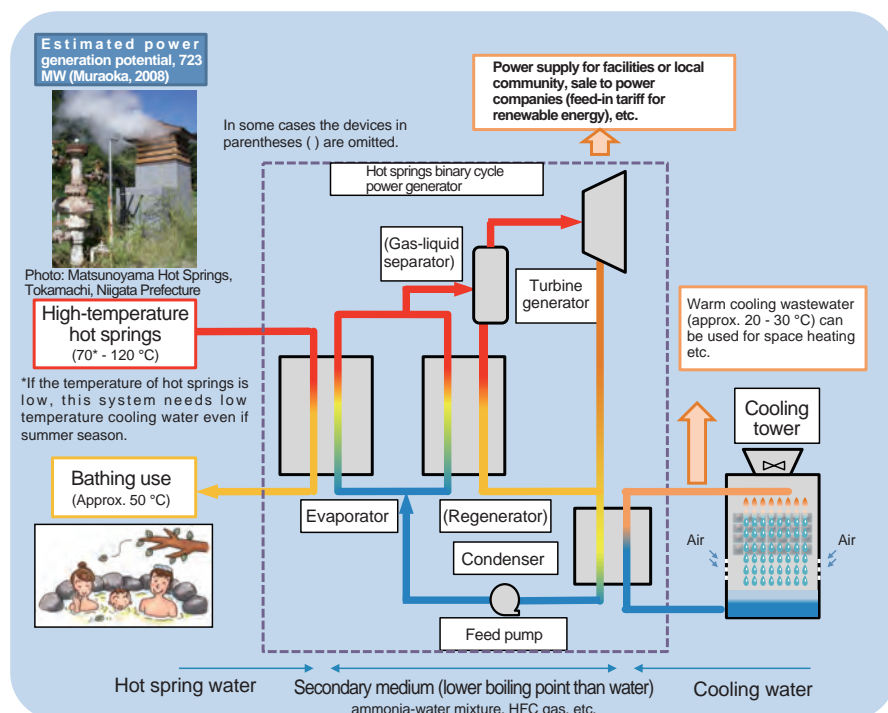 Estimated power
generation potential, 723
MW (Muraoka, 2008)
Power supply for facilities or local
community, sale to power
companies (feed-in tariff for
renewable energy), etc.
In some cases the devices in
parentheses ( ) are omitted.
Hot springs binary cycle
power generator
(Gas-liquid
separator)
Turbine
generator
Photo: Matsunoyama Hot Springs,
Tokamachi, Niigata Prefecture
High-temperature
hot springs
(70* - 120 °C)
*If the temperature of hot springs is
low, this system needs low
temperature cooling water even if
summer season.
Warm cooling wastewater
(approx. 20 - 30 °C) can
be used for space heating
etc.
Cooling
tower
Bathing use
(Approx. 50 °C)
Evaporator
(Regenerator)
Condenser
Air
Air
Feed pump
Hot spring water
Secondary medium (lower boiling point than water)
ammonia-water mixture, HFC gas, etc.
Cooling water